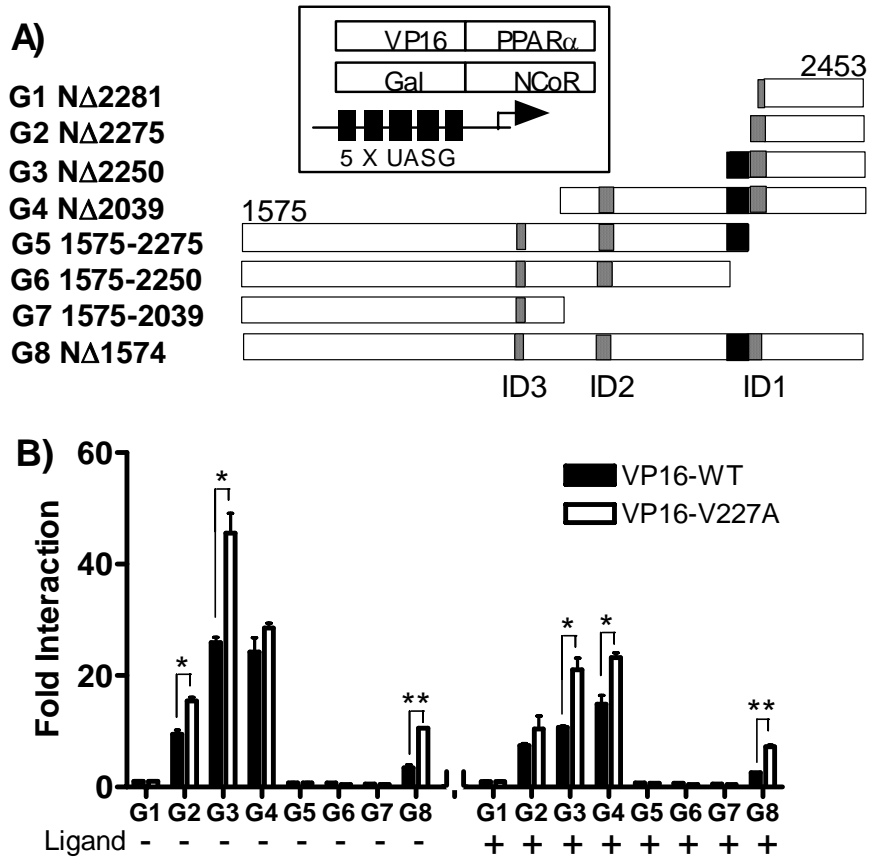 A)
VP16 PPARα
Gal NCoR
5 X UASG
2453
G1 NΔ2281
G2 NΔ2275
G3 NΔ2250
G4 NΔ2039
1575
G5 1575-2275
G6 1575-2250
G7 1575-2039
G8 NΔ1574
ID3 ID2 ID1
B)
VP16-WT
VP16-V227A
Fold Interaction
60
40
20
0
* * * ** * * **
G1 G2 G3 G4 G5 G6 G7 G8 G1 G2 G3 G4 G5 G6 G7 G8
Ligand - - - - - - - - + + + + + + + +